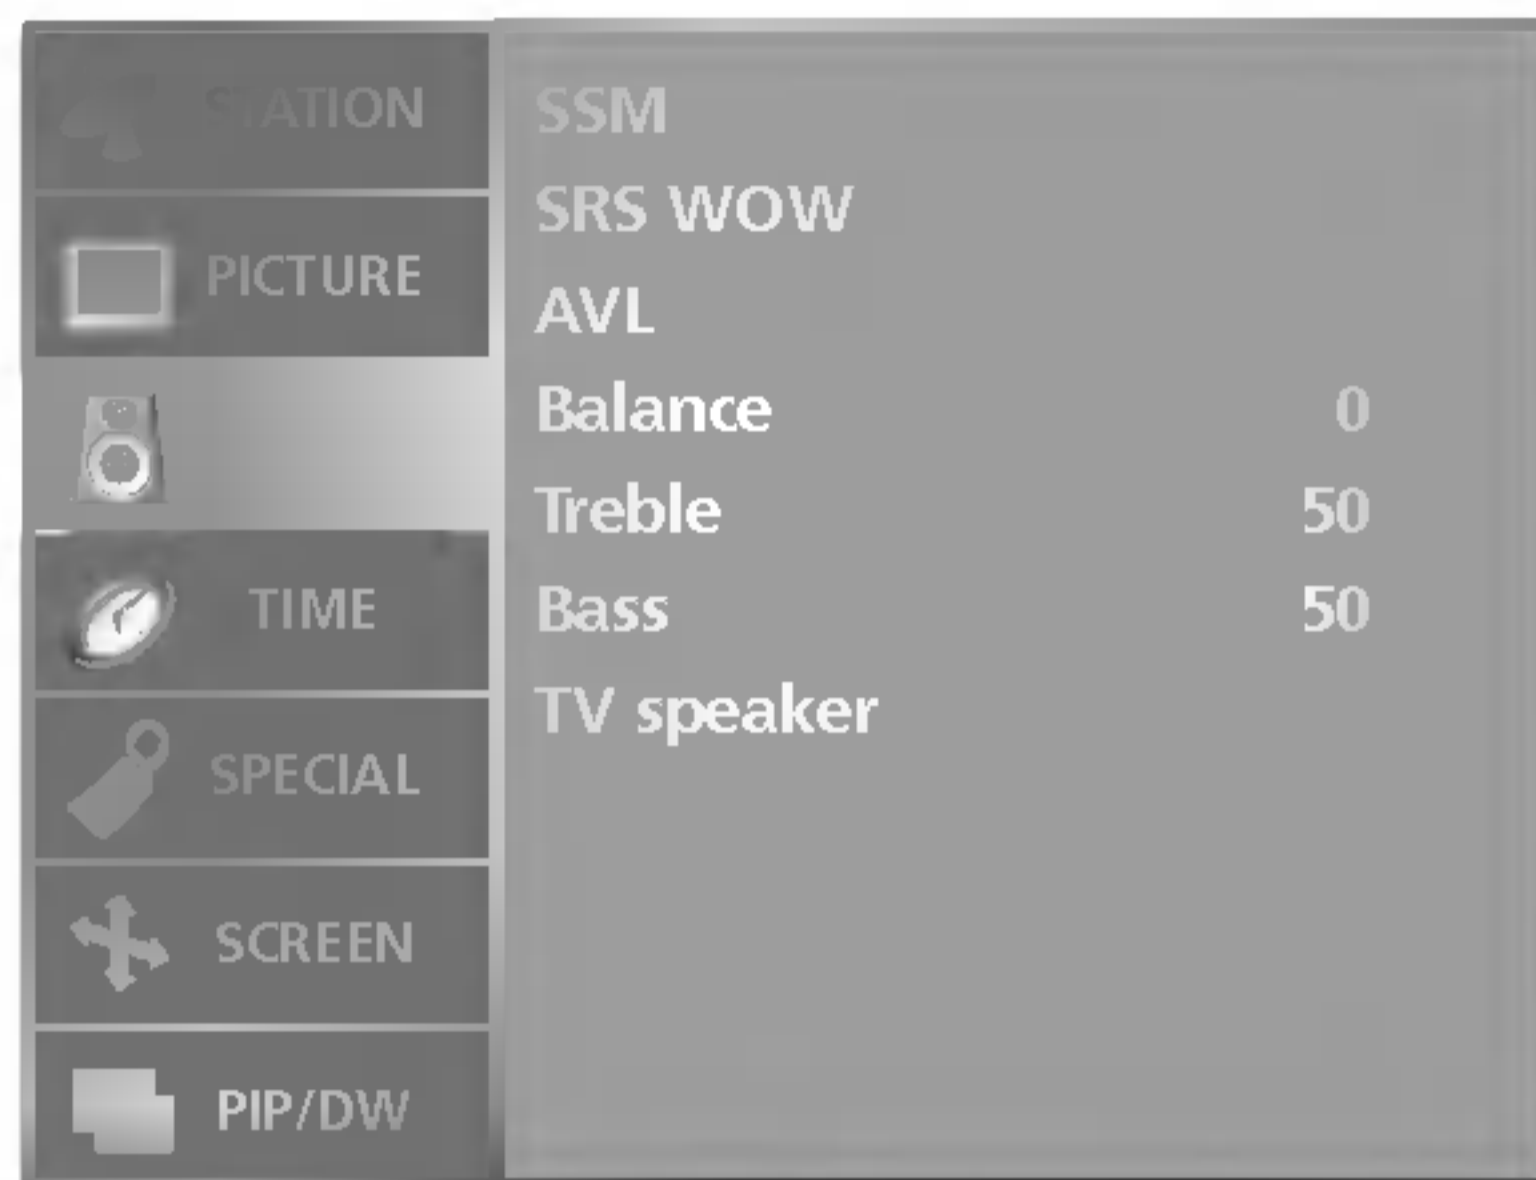 STATION
PICTURE
TIME
SPECIAL
SCREEN
PIP/DW
SSM
SRS WOW
AVL
Balance 0
Treble 50
Bass 50
TV speaker